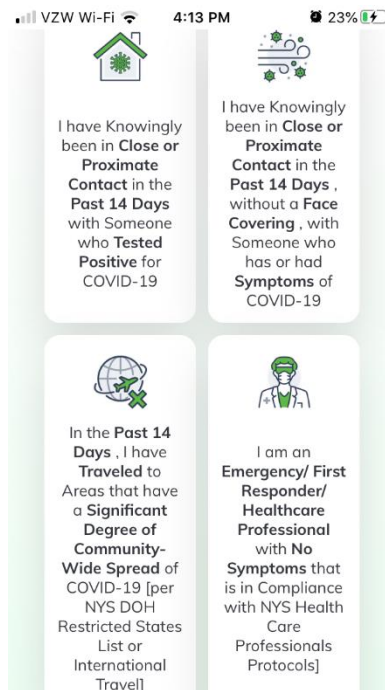 VZW Wi-Fi 4:13 PM 23%
I have Knowingly
been in Close or
Proximate
Contact in the
Past 14 Days
with Someone
who Tested
Positive for
COVID-19
I have Knowingly
been in Close or
Proximate
Contact in the
Past 14 Days ,
without a Face
Covering , with
Someone who
has or had
Symptoms of
COVID-19
In the Past 14
Days , I have
Traveled to
Areas that have
a Significant
Degree of
Community-
Wide Spread of
COVID-19 [per
NYS DOH
Restricted States
List or
International
Travel]
I am an
Emergency/ First
Responder/
Healthcare
Professional
with No
Symptoms that
is in Compliance
with NYS Health
Care
Professionals
Protocols]